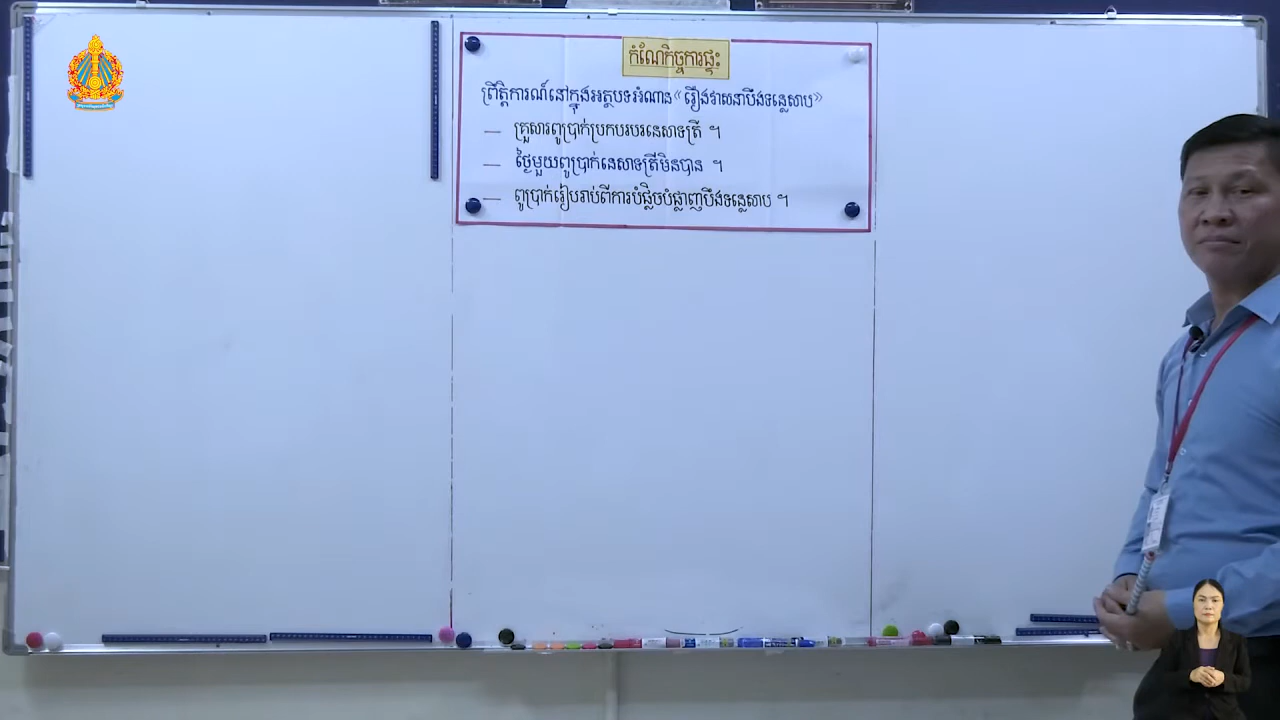 កំណែកិច្ចការផ្ទះ
ព្រឹត្តិការណ៍នៅក្នុងអត្ថបទអំណាន«រឿងវាសនាបឹងទន្លេសាប»
— គ្រួសារពូប្រាក់ប្រកបរបរនេសាទត្រី ។
— ថ្ងៃមួយពូប្រាក់នេសាទត្រីមិនបាន ។
— ពូប្រាក់រៀបរាប់ពីការបំផ្លិចបំផ្លាញបឹងទន្លេសាប ។